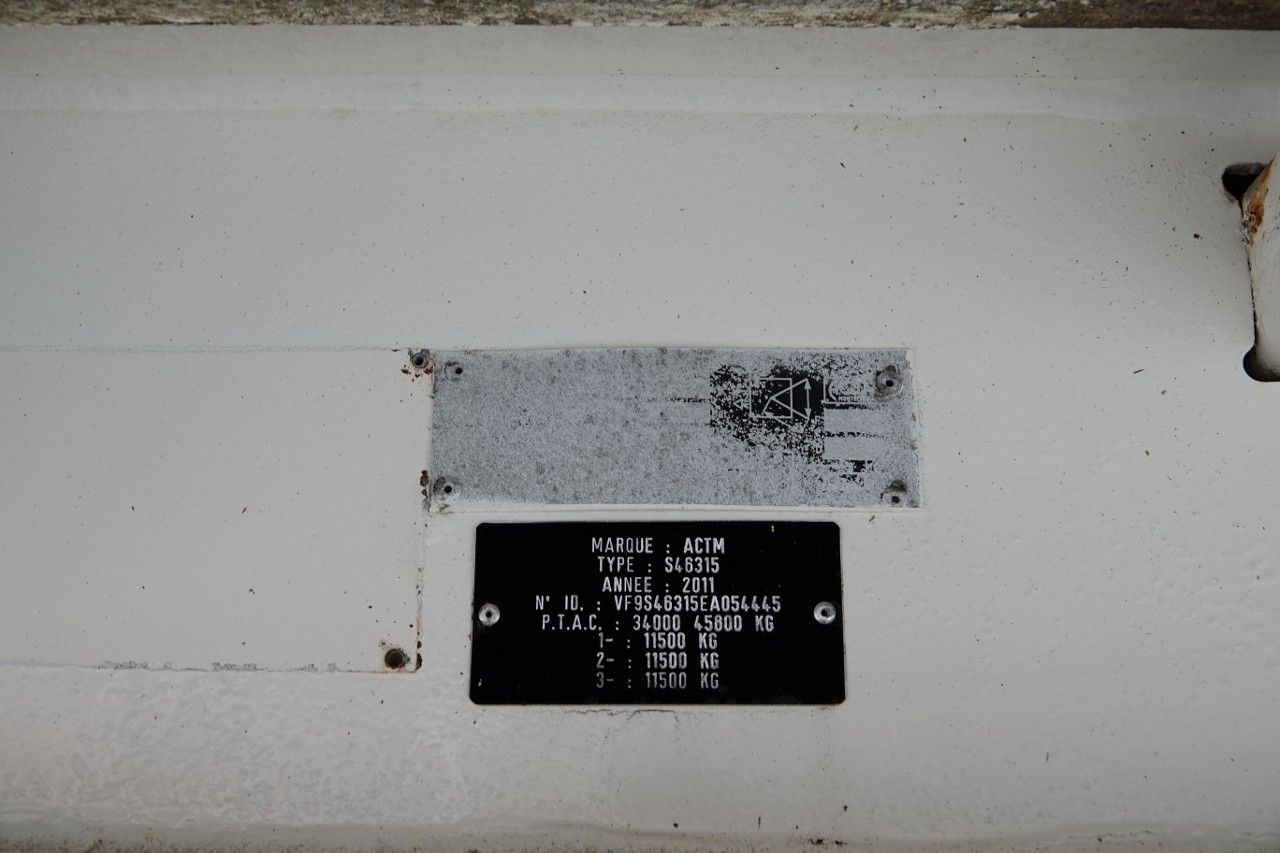 MARQUE : ACTM
TYPE : S46315
ANNEE : 2011
N° ID. : VF9S46315EA054445
P.T.A.C. : 34000 45800 KG
1- : 11500 KG
2- : 11500 KG
3- : 11500 KG